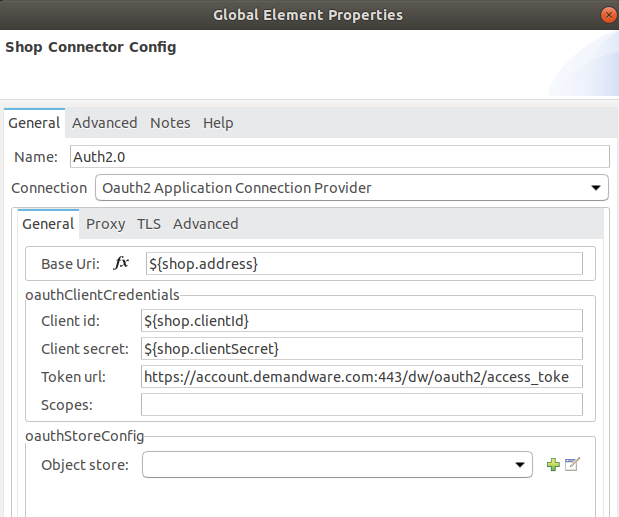 Global Element Properties
Shop Connector Config
General Advanced Notes Help
Name: Auth2.0
Connection Oauth2 Application Connection Provider
General Proxy TLS Advanced
Base Uri: fx ${shop.address}
oauthClientCredentials
Client id: ${shop.clientId}
Client secret: ${shop.clientSecret}
Token url: https://account.demandware.com:443/dw/oauth2/access_toke
Scopes:
oauthStoreConfig
Object store: